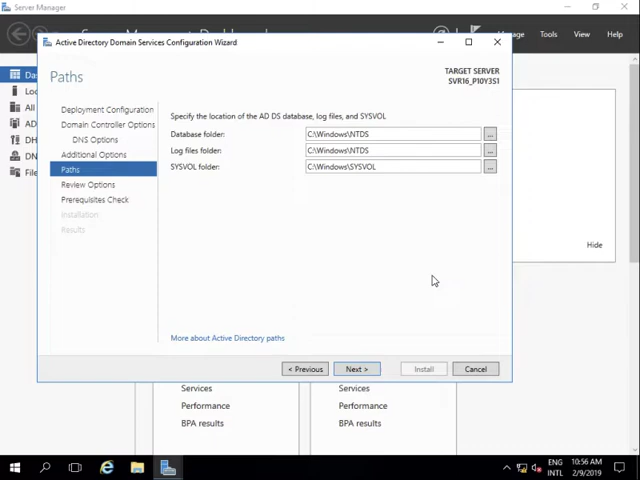 Server Manager
Manage Tools View Help
Active Directory Domain Services Configuration Wizard
Paths
TARGET SERVER
SVR16_P10Y3S1
Deployment Configuration
Domain Controller Options
DNS Options
Additional Options
Paths
Review Options
Prerequisites Check
Installation
Results
Specify the location of the AD DS database, log files, and SYSVOL
Database folder: C:\Windows\NTDS ...
Log files folder: C:\Windows\NTDS ...
SYSVOL folder: C:\Windows\SYSVOL ...
More about Active Directory paths
< Previous Next > Install Cancel
Hide
Services Services
Performance Performance
BPA results BPA results
ENG 10:56 AM
INTL 2/9/2019